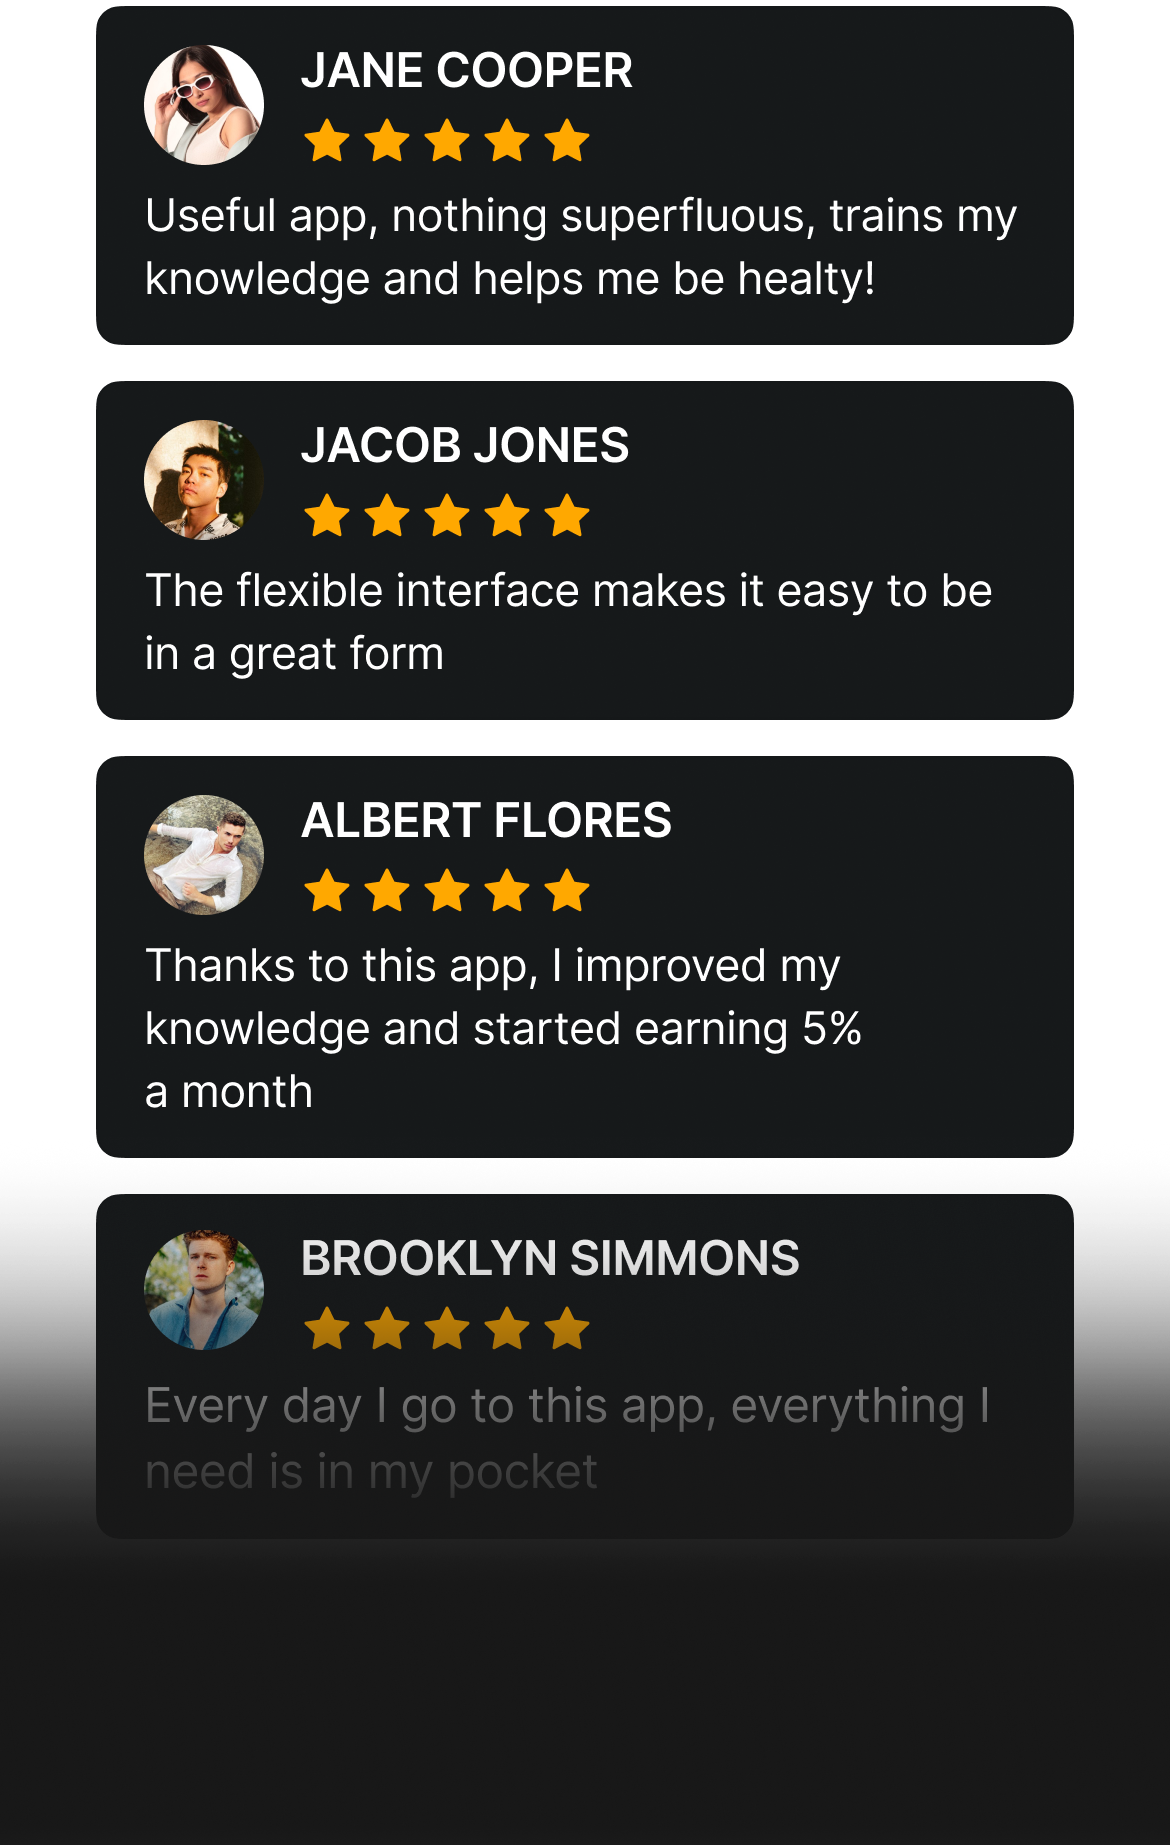 JANE COOPER
Useful app, nothing superfluous, trains my
knowledge and helps me be healty!
JACOB JONES
The flexible interface makes it easy to be
in a great form
ALBERT FLORES
Thanks to this app, I improved my
knowledge and started earning 5%
a month
BROOKLYN SIMMONS
Every day I go to this app, everything I
need is in my pocket